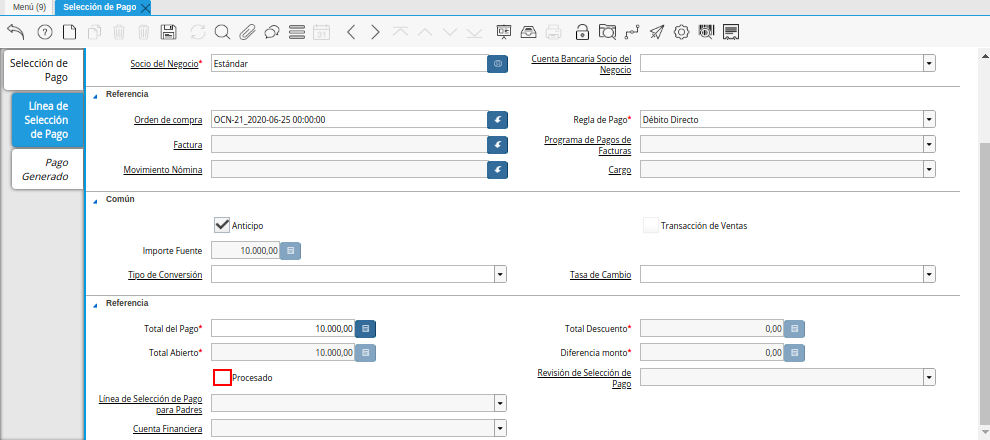 Menú (9)
Selección de Pago
Selección de
Pago
Línea de
Selección
de Pago
Pago
Generado
Socio del Negocio*
Estándar
Cuenta Bancaria Socio del
Negocio
Referencia
Orden de compra
OCN-21_2020-06-25 00:00:00
Regla de Pago*
Débito Directo
Factura
Programa de Pagos de
Facturas
Movimiento Nómina
Cargo
Común
Anticipo
Transacción de Ventas
Importe Fuente
10.000,00
Tipo de Conversión
Tasa de Cambio
Referencia
Total del Pago*
10.000,00
Total Descuento*
0,00
Total Abierto*
10.000,00
Diferencia monto*
0,00
Procesado
Revisión de Selección de
Pago
Línea de Selección de Pago
para Padres
Cuenta Financiera